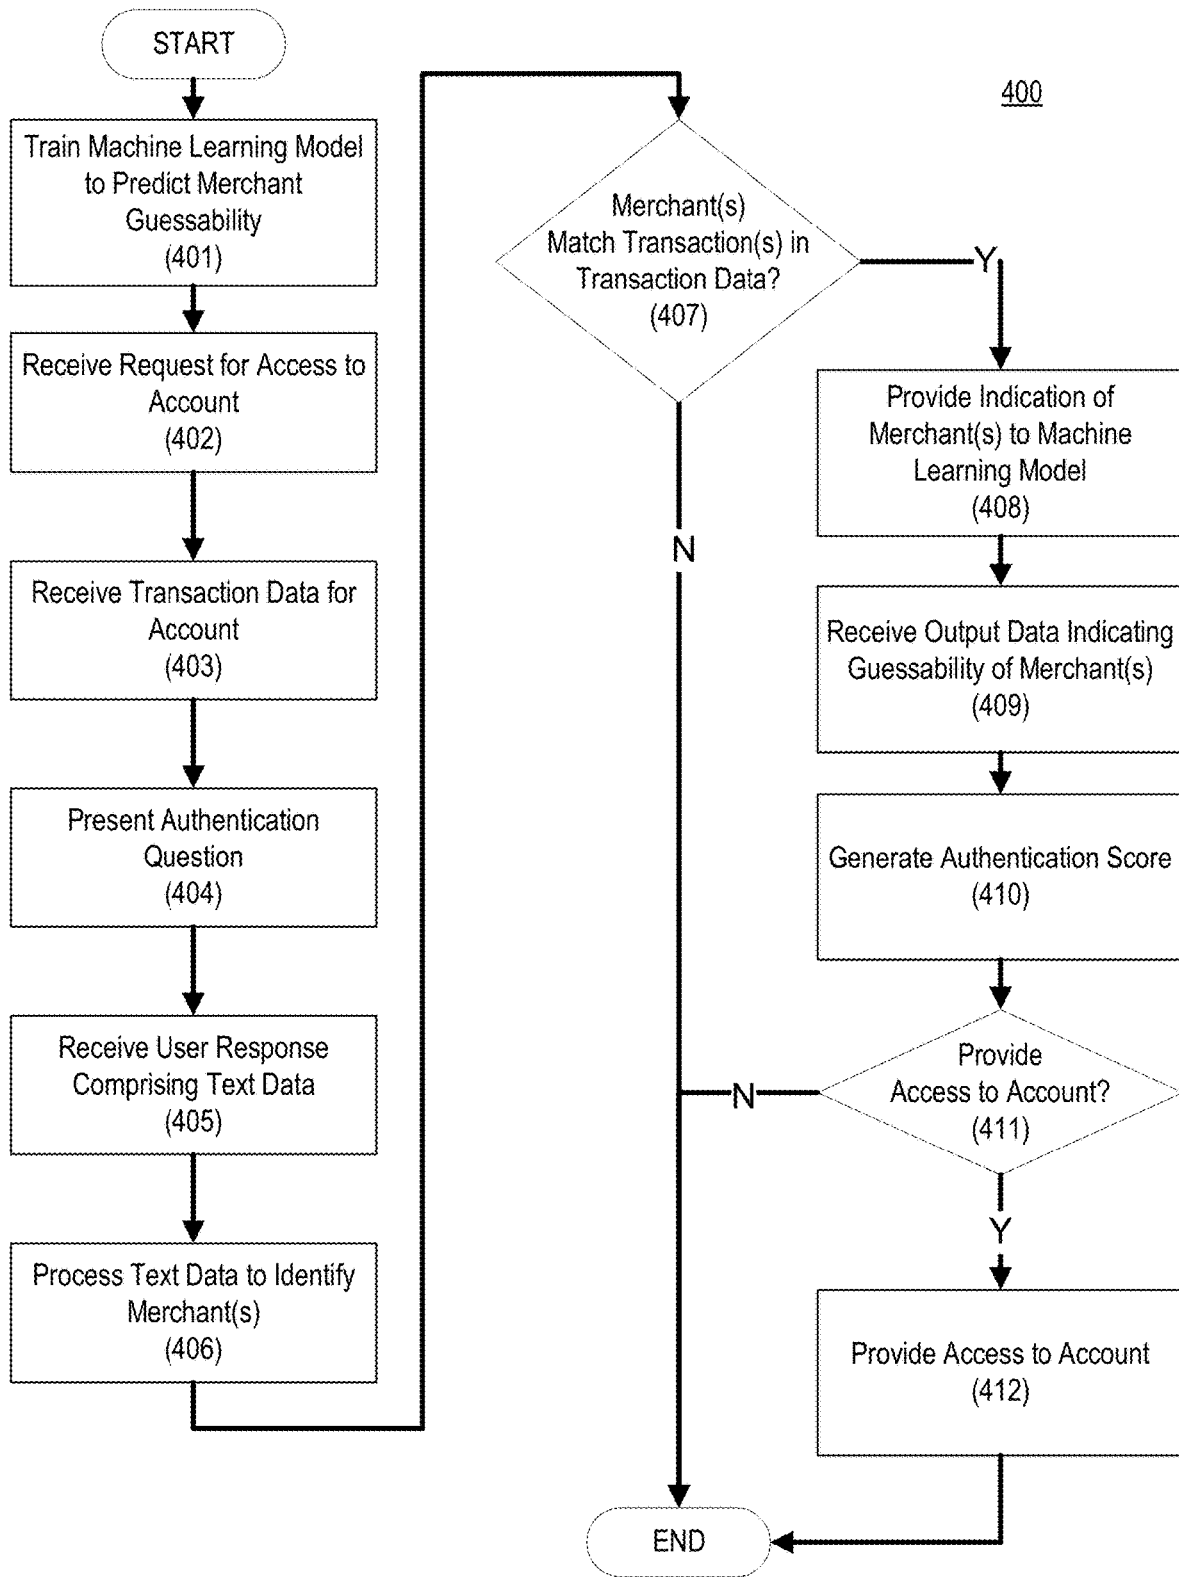 START
Train Machine Learning Model
to Predict Merchant
Guessability
(401)
Receive Request for Access to
Account
(402)
Receive Transaction Data for
Account
(403)
Present Authentication
Question
(404)
Receive User Response
Comprising Text Data
(405)
Process Text Data to Identify
Merchant(s)
(406)
400
Merchant(s)
Match Transaction(s) in
Transaction Data?
(407)
Y
N
Provide Indication of
Merchant(s) to Machine
Learning Model
(408)
Receive Output Data Indicating
Guessability of Merchant(s)
(409)
Generate Authentication Score
(410)
Provide
Access to Account?
(411)
N
Y
Provide Access to Account
(412)
END